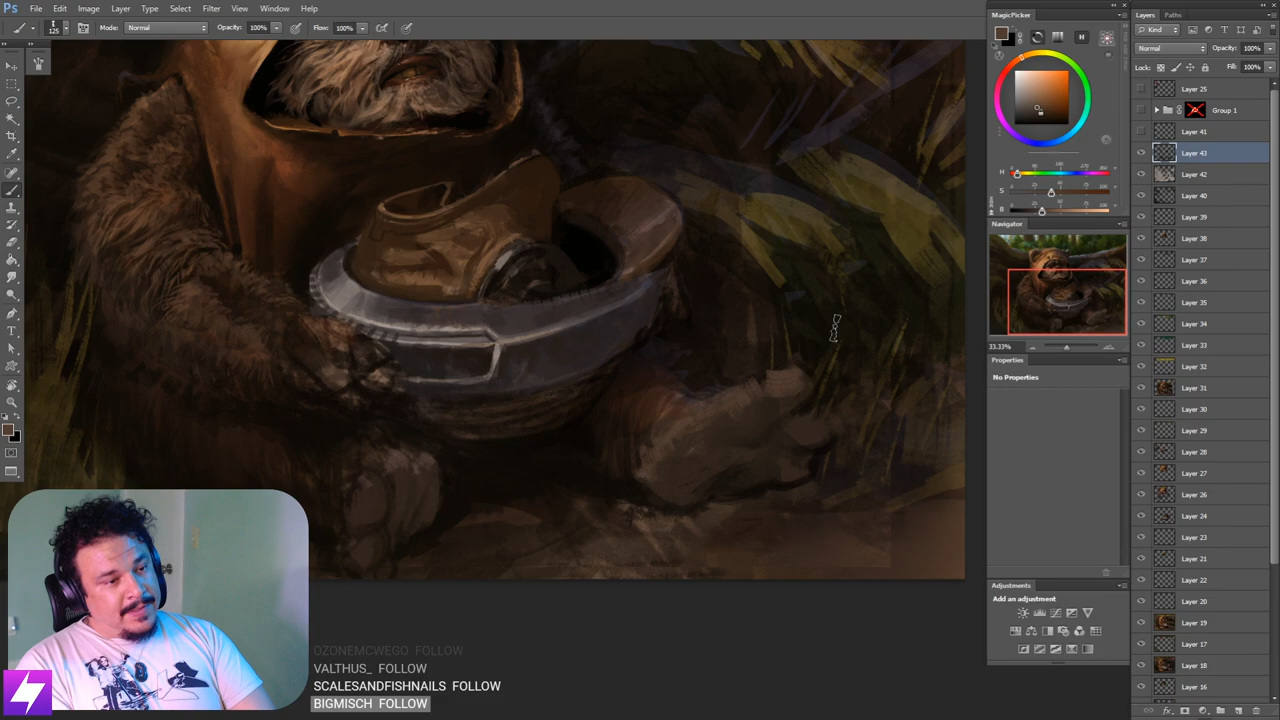 Ps File Edit Image Layer Type Select Filter View Window Help
125 Mode: Normal Opacity: 100% Flow: 100%
MagicPicker
H
H
S
B
Navigator
33.33%
Properties
No Properties
Adjustments
Add an adjustment
Layers Paths
Kind
Normal Opacity: 100%
Lock: Fill: 100%
Layer 25
Group 1
Layer 41
Layer 43
Layer 42
Layer 40
Layer 39
Layer 38
Layer 37
Layer 36
Layer 35
Layer 34
Layer 33
Layer 32
Layer 31
Layer 30
Layer 29
Layer 28
Layer 27
Layer 26
Layer 24
Layer 23
Layer 21
Layer 22
Layer 20
Layer 19
Layer 17
Layer 18
Layer 16
OZONEMCWEGO FOLLOW
VALTHUS_ FOLLOW
SCALESANDFISHNAILS FOLLOW
BIGMISCH FOLLOW